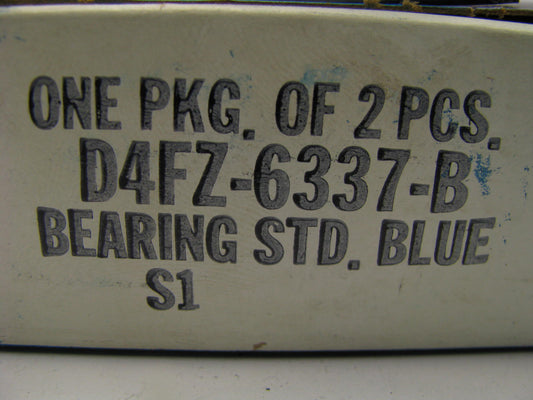 ONE PKG. OF 2 PCS.
D4FZ-6337-B
BEARING STD. BLUE
S1